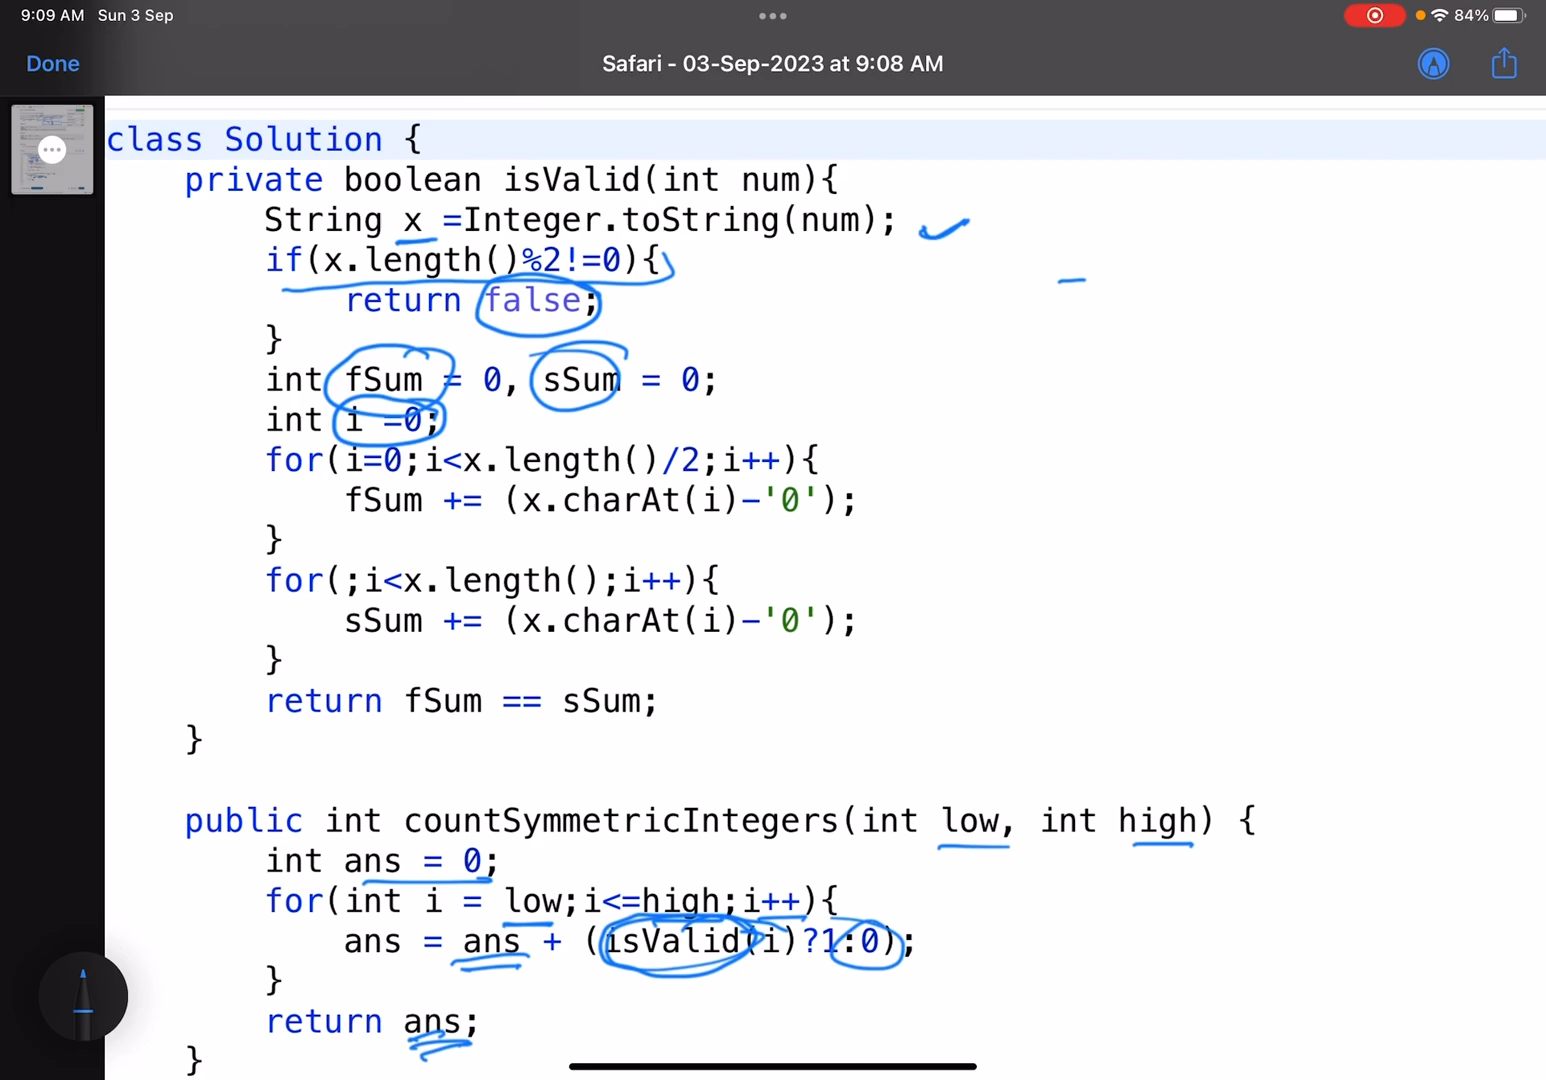 9:09 AM Sun 3 Sep
84%
Done
Safari - 03-Sep-2023 at 9:08 AM
class Solution {
private boolean isValid(int num){
String x =Integer.toString(num);
if(x.length()%2!=0){
return false;
}
int fSum = 0, sSum = 0;
int i =0;
for(i=0;i<x.length()/2;i++){
fSum += (x.charAt(i)-'0');
}
for(;i<x.length();i++){
sSum += (x.charAt(i)-'0');
}
return fSum == sSum;
}
public int countSymmetricIntegers(int low, int high) {
int ans = 0;
for(int i = low;i<=high;i++){
ans = ans + (isValid(i)?1:0);
}
return ans;
}